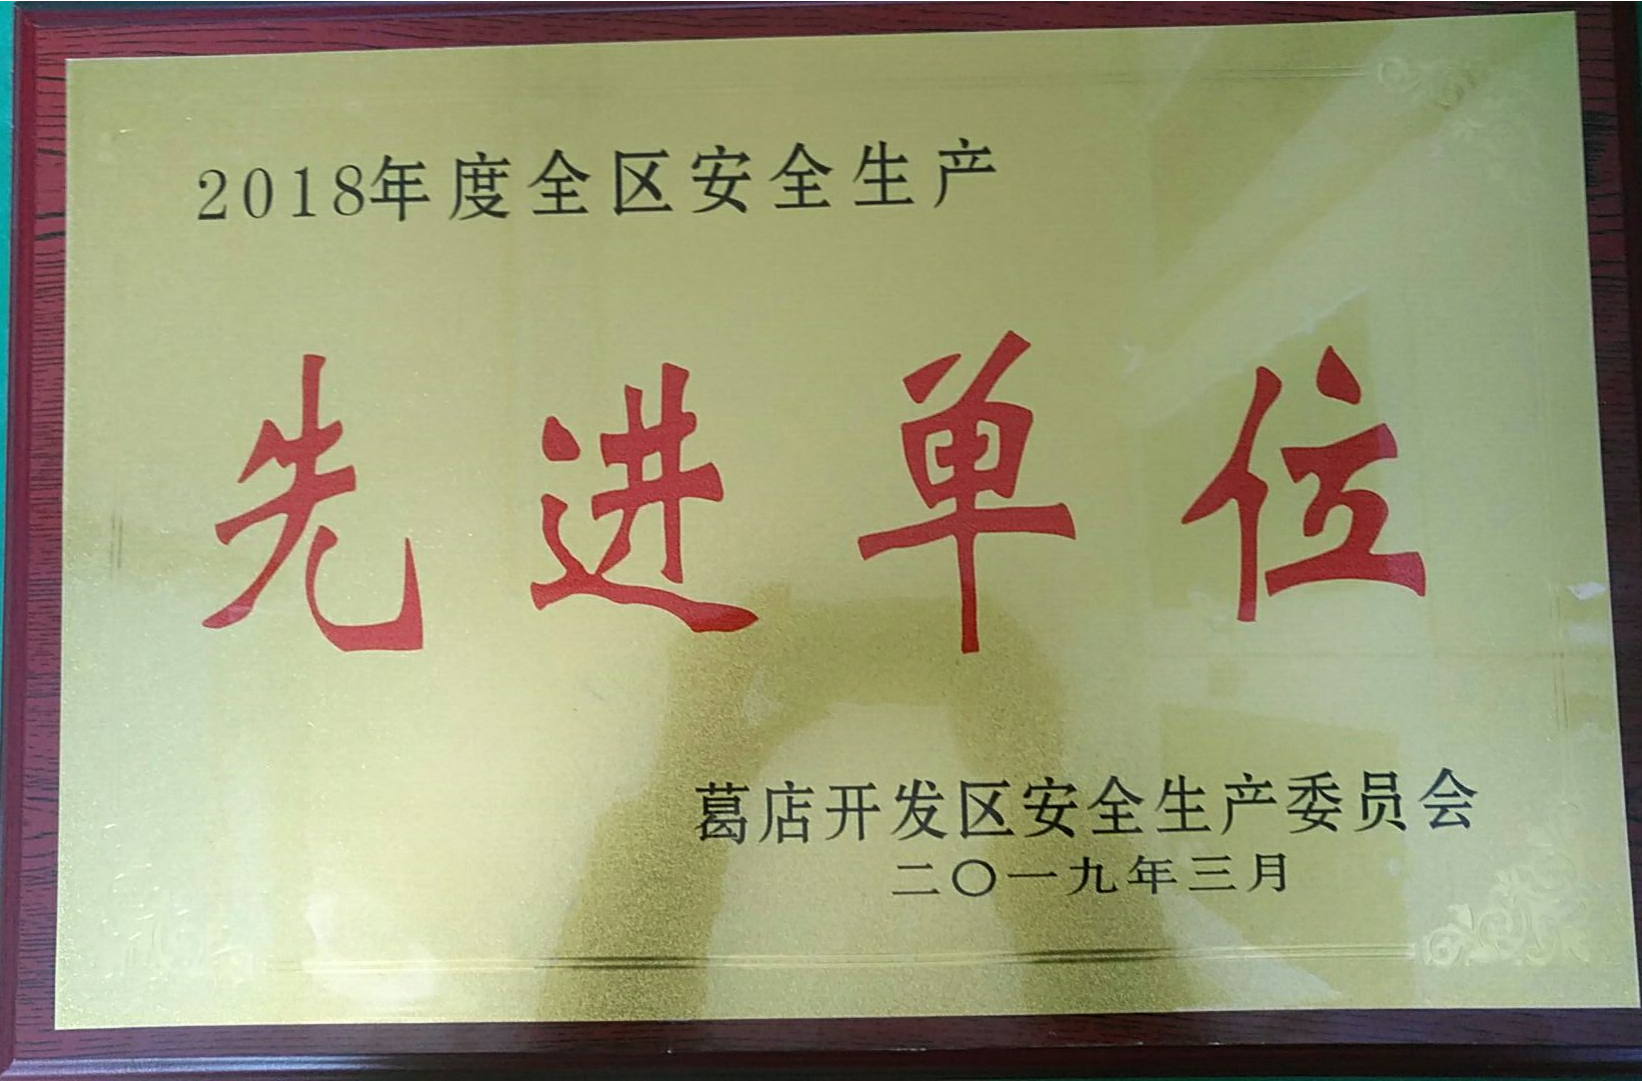 2018年度全区安全生产
先进单位
葛店开发区安全生产委员会
二〇一九年三月